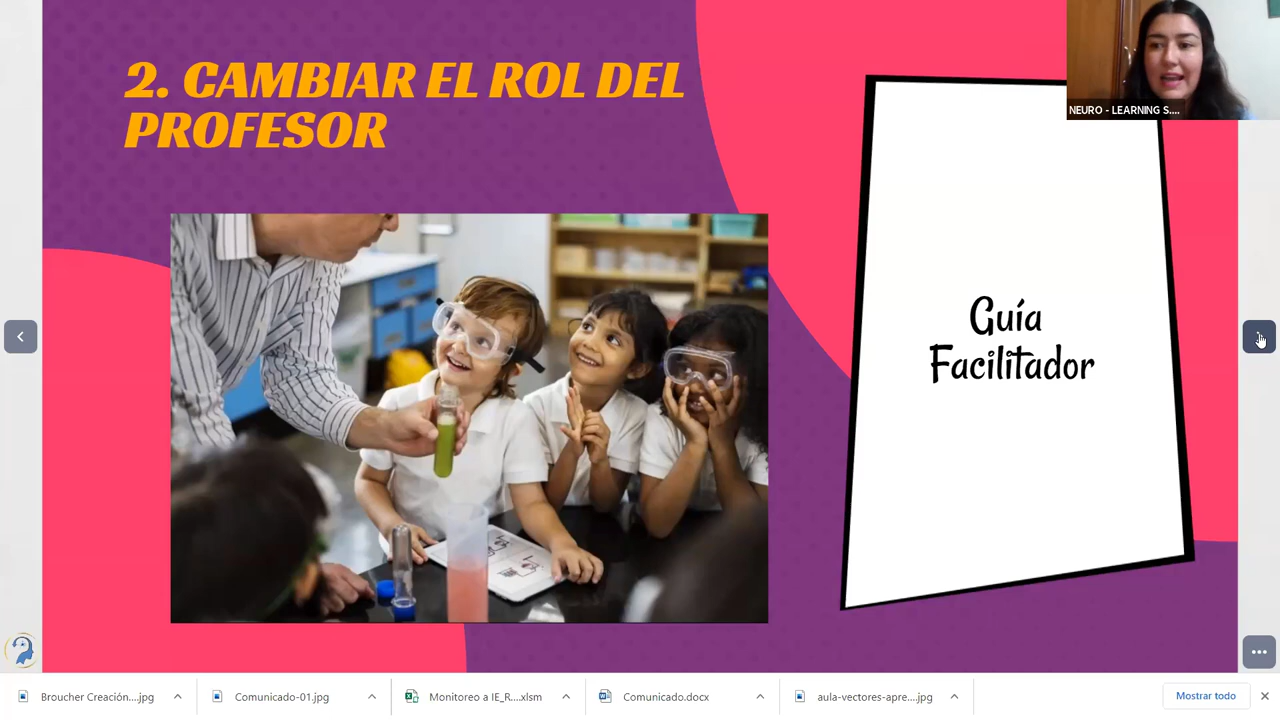 2. CAMBIAR EL ROL DEL
PROFESOR
NEURO - LEARNING S....
Guía
Facilitador
Broucher Creación....jpg
Comunicado-01.jpg
Monitoreo a IE_R....xlsm
Comunicado.docx
aula-vectores-apre....jpg
Mostrar todo